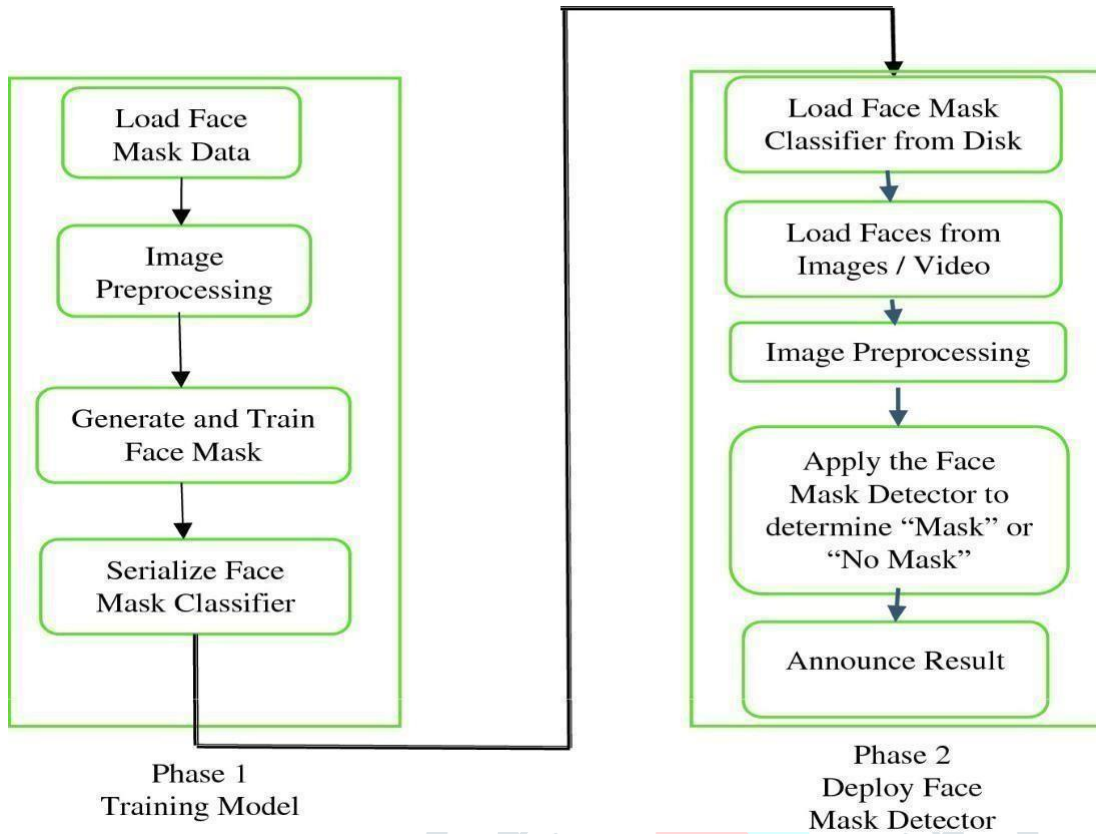 Load Face
Mask Data
Image
Preprocessing
Generate and Train
Face Mask
Serialize Face
Mask Classifier
Phase 1
Training Model
Load Face Mask
Classifier from Disk
Load Faces from
Images / Video
Image Preprocessing
Apply the Face
Mask Detector to
determine “Mask” or
“No Mask”
Announce Result
Phase 2
Deploy Face
Mask Detector